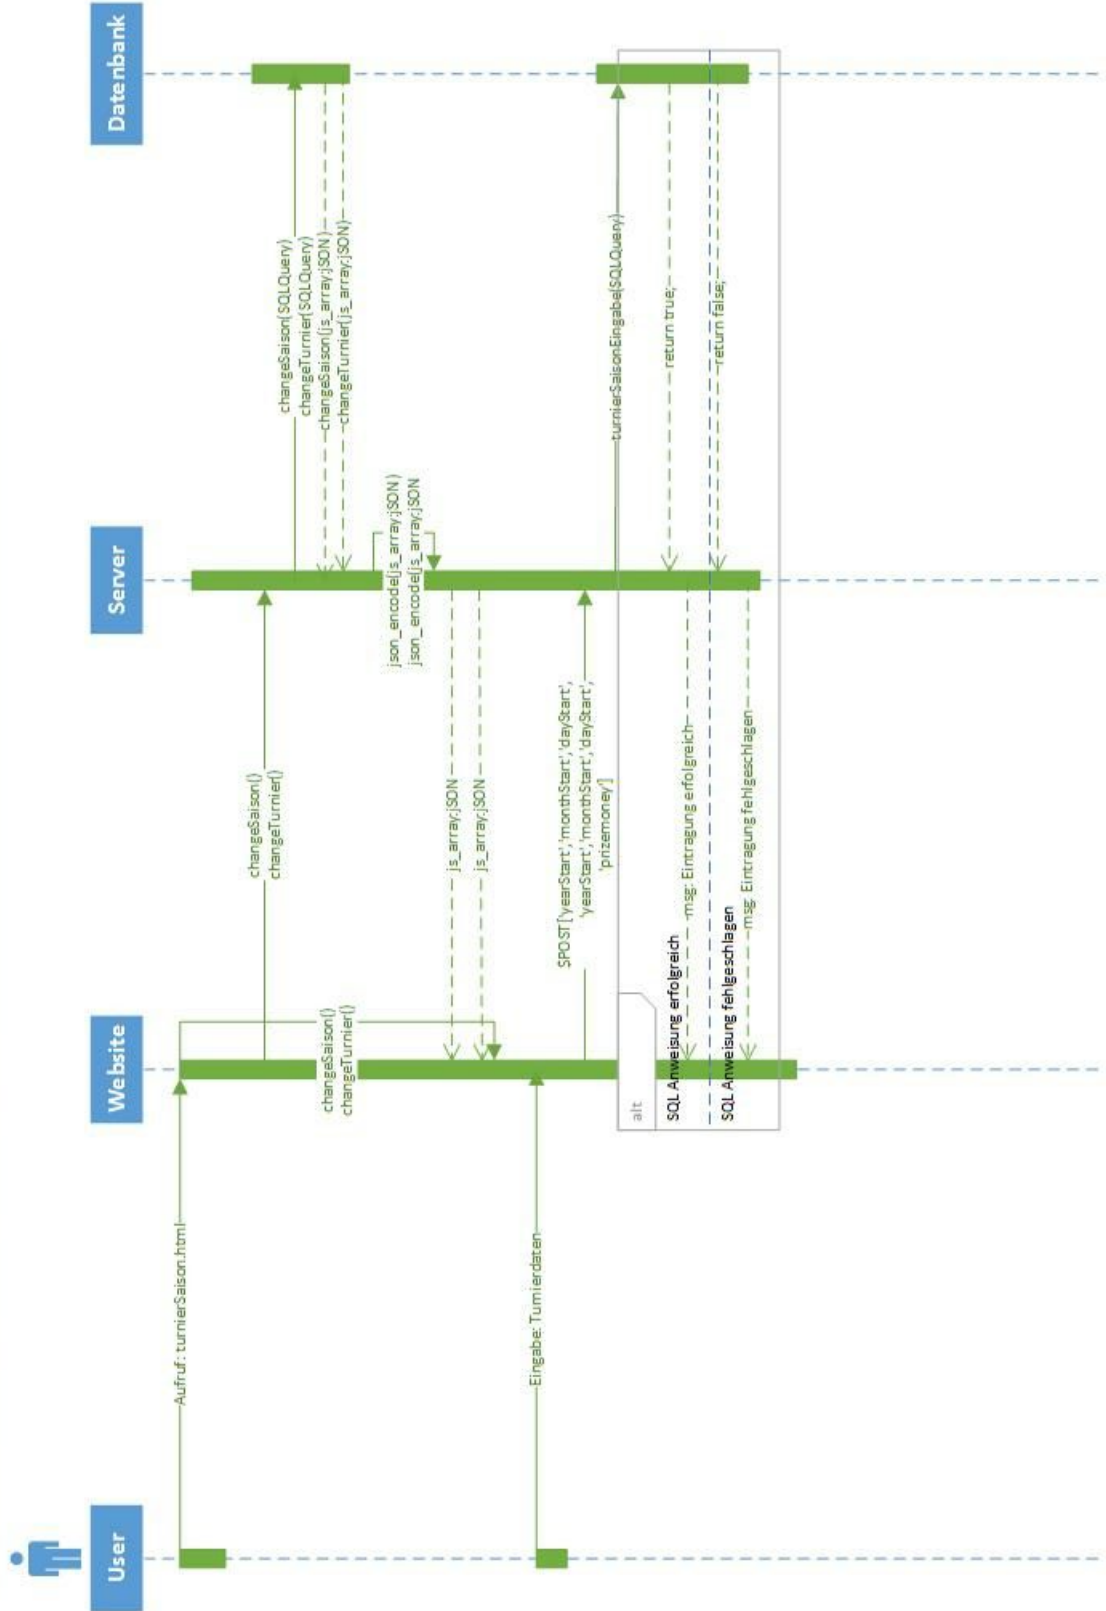 User
Website
Server
Datenbank
Aufruf: turnierSaison.html
changeSaison()
changeTurnier()
changeSaison(SQLQuery)
changeTurnier(SQLQuery)
changeSaison(js_array:jSON)
changeTurnier(js_array:jSON)
changeSaison()
changeTurnier()
json_encode(js_array:jSON)
json_encode(js_array:jSON
js_array:jSON
js_array:jSON
Eingabe: Turnierdaten
$POST['yearStart','monthStart','dayStart',
'yearStart','monthStart','dayStart',
'prizemoney']
turnierSaisonEingabe(SQLQuery)
alt
SQL Anweisung erfolgreich
return true;
msg: Eintragung erfolgreich
SQL Anweisung fehlgeschlagen
return false;
msg: Eintragung fehlgeschlagen